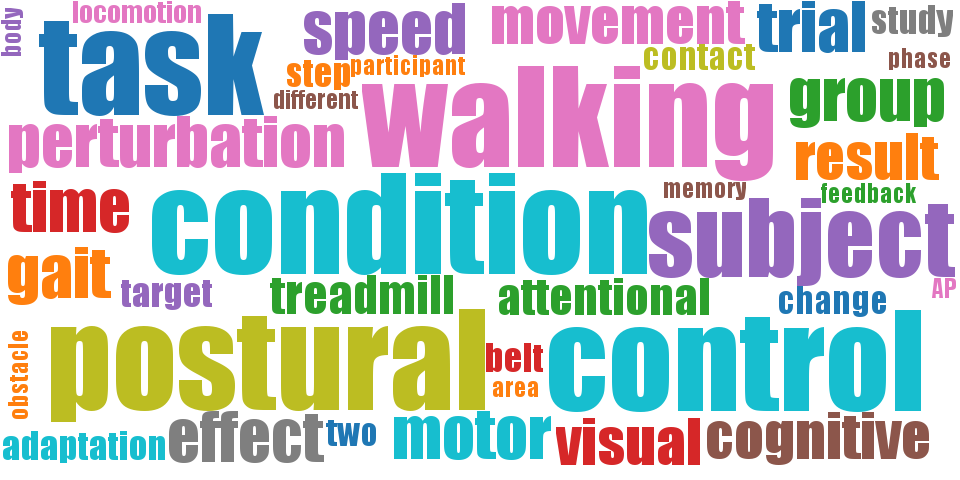 body
locomotion
task
speed
movement
trial
study
step
participant
contact
phase
different
walking
group
perturbation
result
time
condition
memory
feedback
subject
gait
target
treadmill
attentional
change
AP
obstacle
postural
belt
area
control
adaptation
effect
two
motor
visual
cognitive